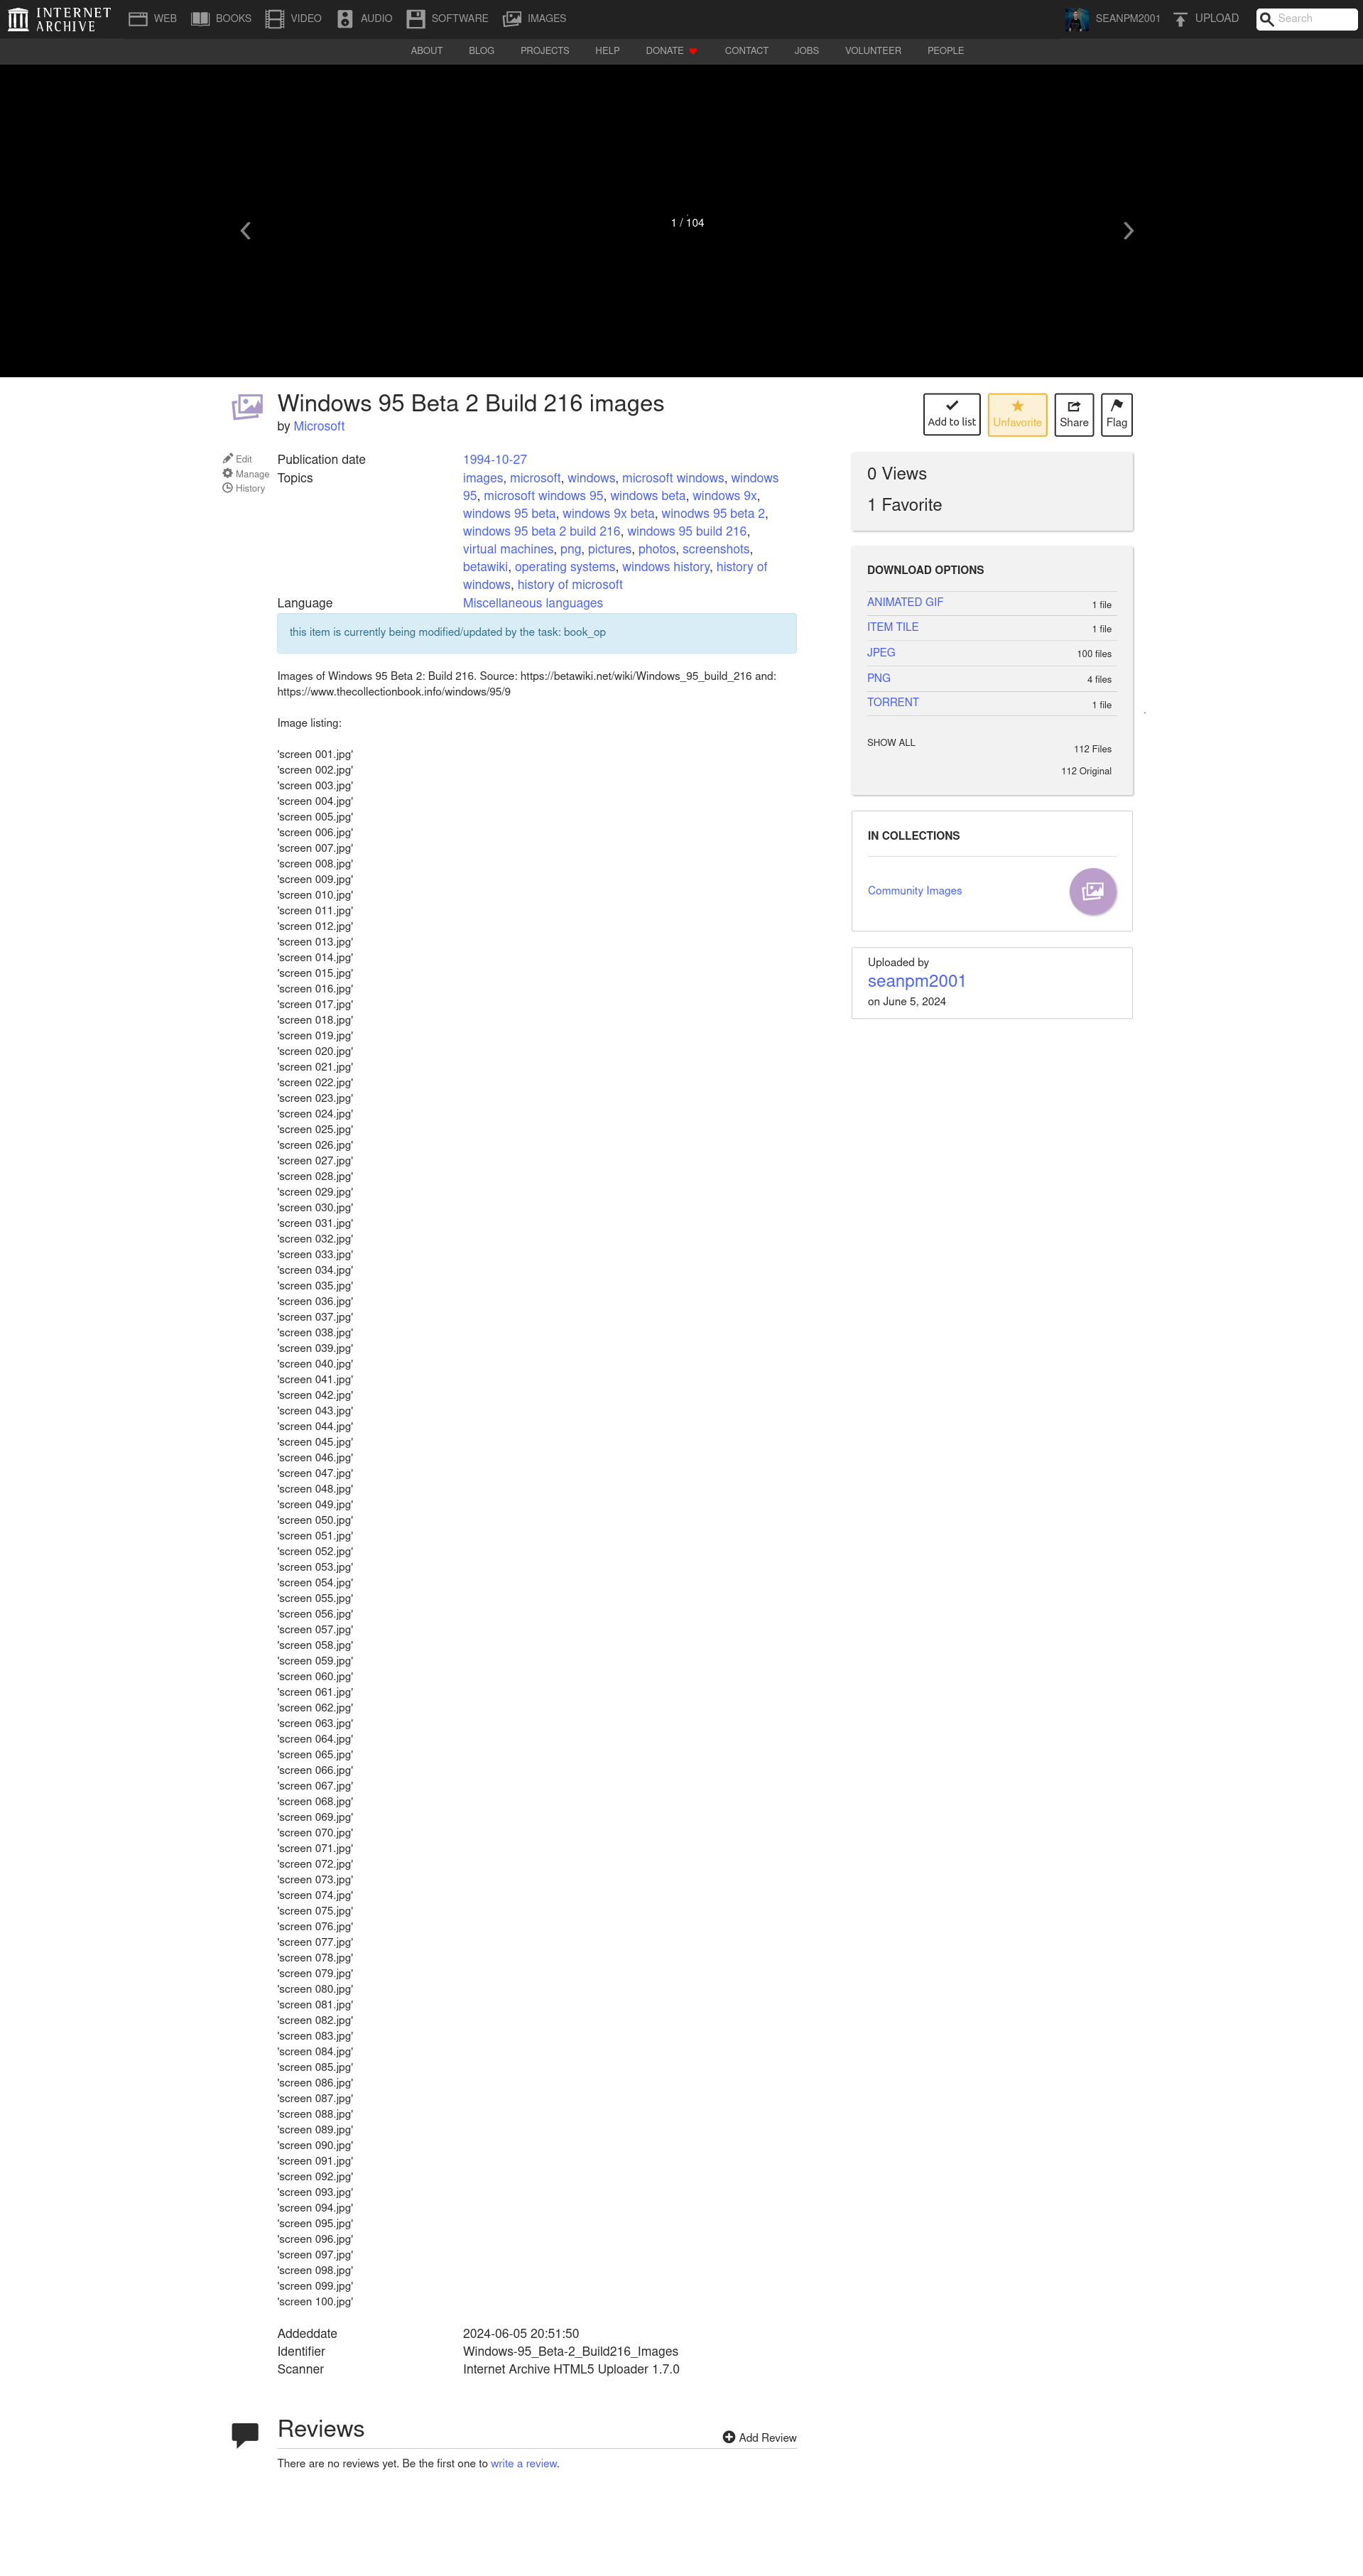 INTERNET
ARCHIVE
WEB BOOKS VIDEO AUDIO SOFTWARE IMAGES SEANPM2001 UPLOAD Search
ABOUT BLOG PROJECTS HELP DONATE CONTACT JOBS VOLUNTEER PEOPLE
1 / 104
Windows 95 Beta 2 Build 216 images
by Microsoft
Add to list Unfavorite Share Flag
Edit
Manage
History
Publication date 1994-10-27
Topics images, microsoft, windows, microsoft windows, windows
95, microsoft windows 95, windows beta, windows 9x,
windows 95 beta, windows 9x beta, winodws 95 beta 2,
windows 95 beta 2 build 216, windows 95 build 216,
virtual machines, png, pictures, photos, screenshots,
betawiki, operating systems, windows history, history of
windows, history of microsoft
Language Miscellaneous languages
this item is currently being modified/updated by the task: book_op
Images of Windows 95 Beta 2: Build 216. Source: https://betawiki.net/wiki/Windows_95_build_216 and:
https://www.thecollectionbook.info/windows/95/9
Image listing:
'screen 001.jpg'
'screen 002.jpg'
'screen 003.jpg'
'screen 004.jpg'
'screen 005.jpg'
'screen 006.jpg'
'screen 007.jpg'
'screen 008.jpg'
'screen 009.jpg'
'screen 010.jpg'
'screen 011.jpg'
'screen 012.jpg'
'screen 013.jpg'
'screen 014.jpg'
'screen 015.jpg'
'screen 016.jpg'
'screen 017.jpg'
'screen 018.jpg'
'screen 019.jpg'
'screen 020.jpg'
'screen 021.jpg'
'screen 022.jpg'
'screen 023.jpg'
'screen 024.jpg'
'screen 025.jpg'
'screen 026.jpg'
'screen 027.jpg'
'screen 028.jpg'
'screen 029.jpg'
'screen 030.jpg'
'screen 031.jpg'
'screen 032.jpg'
'screen 033.jpg'
'screen 034.jpg'
'screen 035.jpg'
'screen 036.jpg'
'screen 037.jpg'
'screen 038.jpg'
'screen 039.jpg'
'screen 040.jpg'
'screen 041.jpg'
'screen 042.jpg'
'screen 043.jpg'
'screen 044.jpg'
'screen 045.jpg'
'screen 046.jpg'
'screen 047.jpg'
'screen 048.jpg'
'screen 049.jpg'
'screen 050.jpg'
'screen 051.jpg'
'screen 052.jpg'
'screen 053.jpg'
'screen 054.jpg'
'screen 055.jpg'
'screen 056.jpg'
'screen 057.jpg'
'screen 058.jpg'
'screen 059.jpg'
'screen 060.jpg'
'screen 061.jpg'
'screen 062.jpg'
'screen 063.jpg'
'screen 064.jpg'
'screen 065.jpg'
'screen 066.jpg'
'screen 067.jpg'
'screen 068.jpg'
'screen 069.jpg'
'screen 070.jpg'
'screen 071.jpg'
'screen 072.jpg'
'screen 073.jpg'
'screen 074.jpg'
'screen 075.jpg'
'screen 076.jpg'
'screen 077.jpg'
'screen 078.jpg'
'screen 079.jpg'
'screen 080.jpg'
'screen 081.jpg'
'screen 082.jpg'
'screen 083.jpg'
'screen 084.jpg'
'screen 085.jpg'
'screen 086.jpg'
'screen 087.jpg'
'screen 088.jpg'
'screen 089.jpg'
'screen 090.jpg'
'screen 091.jpg'
'screen 092.jpg'
'screen 093.jpg'
'screen 094.jpg'
'screen 095.jpg'
'screen 096.jpg'
'screen 097.jpg'
'screen 098.jpg'
'screen 099.jpg'
'screen 100.jpg'
Addeddate 2024-06-05 20:51:50
Identifier Windows-95_Beta-2_Build216_Images
Scanner Internet Archive HTML5 Uploader 1.7.0
Reviews
Add Review
There are no reviews yet. Be the first one to write a review.
0 Views
1 Favorite
DOWNLOAD OPTIONS
ANIMATED GIF 1 file
ITEM TILE 1 file
JPEG 100 files
PNG 4 files
TORRENT 1 file
SHOW ALL 112 Files
112 Original
IN COLLECTIONS
Community Images
Uploaded by
seanpm2001
on June 5, 2024